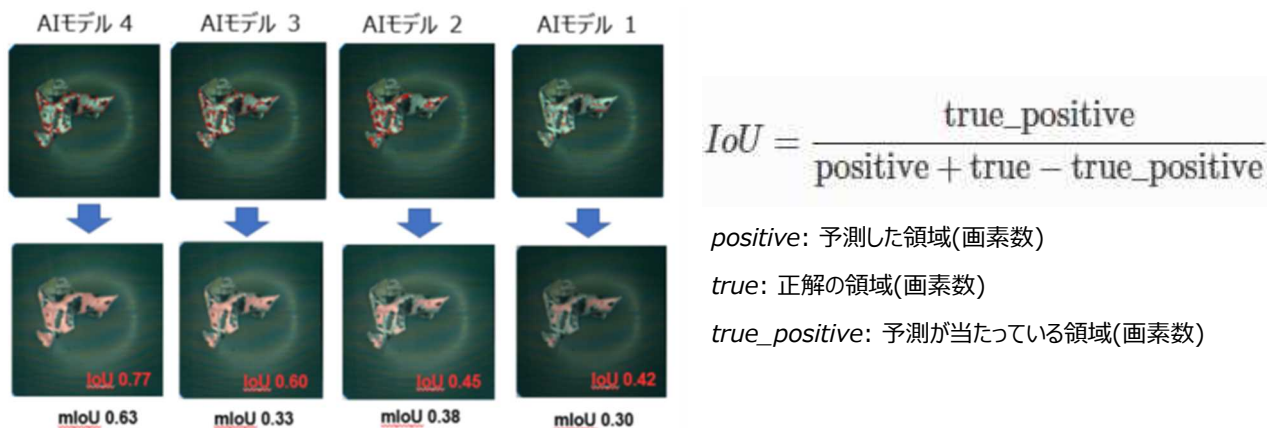 AIモデル 4 AIモデル 3 AIモデル 2 AIモデル 1
IoU 0.77 IoU 0.60 IoU 0.45 IoU 0.42
mIoU 0.63 mIoU 0.33 mIoU 0.38 mIoU 0.30
IoU = true_positive / positive + true − true_positive
positive: 予測した領域(画素数)
true: 正解の領域(画素数)
true_positive: 予測が当たっている領域(画素数)